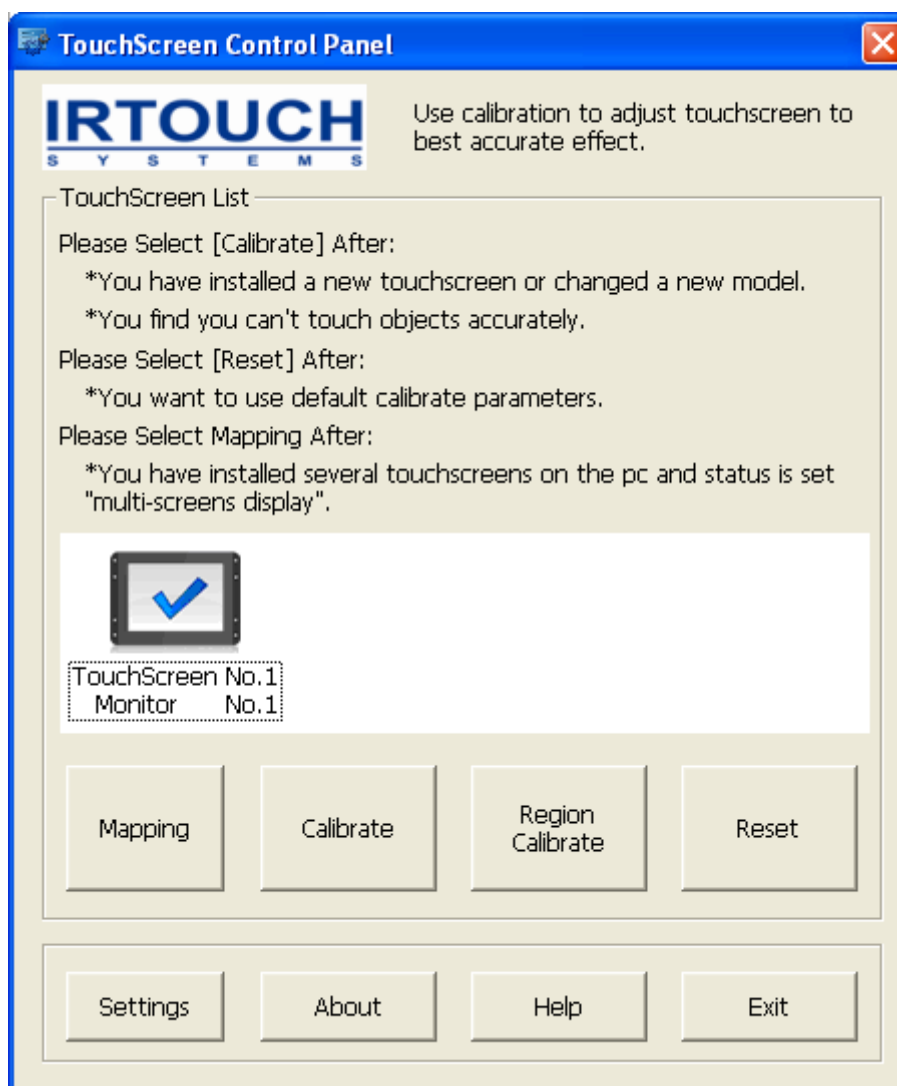 TouchScreen Control Panel
IRTOUCH
SYSTEMS
Use calibration to adjust touchscreen to
best accurate effect.
TouchScreen List
Please Select [Calibrate] After:
*You have installed a new touchscreen or changed a new model.
*You find you can't touch objects accurately.
Please Select [Reset] After:
*You want to use default calibrate parameters.
Please Select Mapping After:
*You have installed several touchscreens on the pc and status is set
"multi-screens display".
TouchScreen No.1
Monitor No.1
Mapping
Calibrate
Region
Calibrate
Reset
Settings
About
Help
Exit